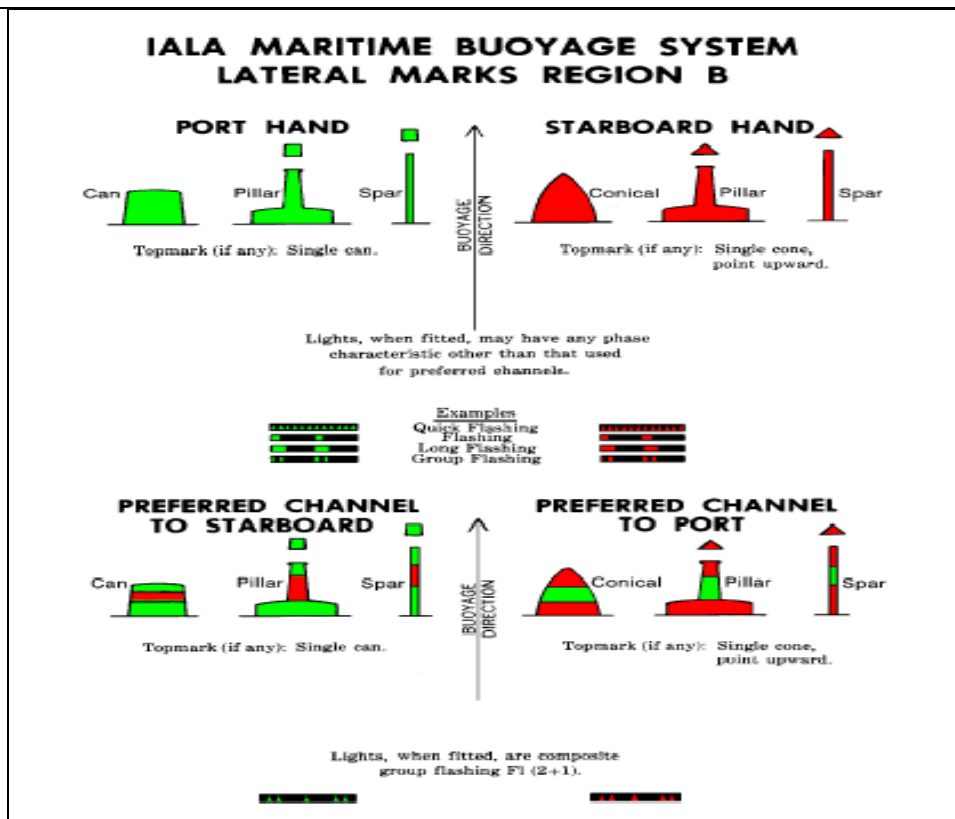 IALA MARITIME BUOYAGE SYSTEM
LATERAL MARKS REGION B
PORT HAND
STARBOARD HAND
Can
Pillar
Spar
Conical
Pillar
Spar
BUOYAGE
DIRECTION
Topmark (if any): Single can.
Topmark (if any): Single cone,
point upward.
Lights, when fitted, may have any phase
characteristic other than that used
for preferred channels.
Examples
Quick Flashing
Flashing
Long Flashing
Group Flashing
PREFERRED CHANNEL
TO STARBOARD
PREFERRED CHANNEL
TO PORT
Can
Pillar
Spar
Conical
Pillar
Spar
BUOYAGE
DIRECTION
Topmark (if any): Single can.
Topmark (if any): Single cone,
point upward.
Lights, when fitted, are composite
group flashing Fl (2+1).